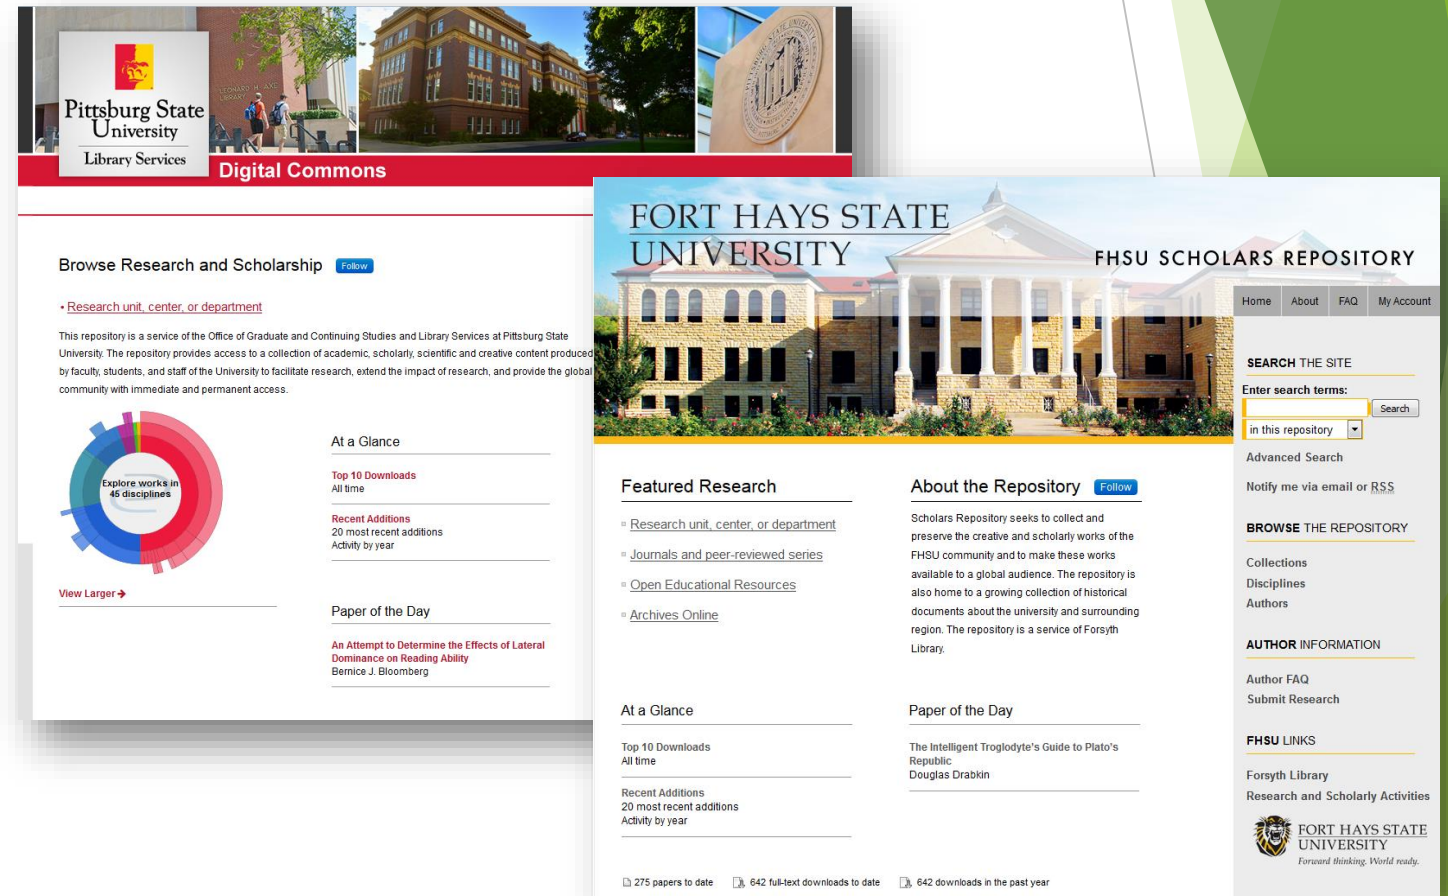 LEONARD H. AXE
LIBRARY
Pittsburg State
University
Library Services
Digital Commons
Browse Research and Scholarship Follow
Research unit, center, or department
This repository is a service of the Office of Graduate and Continuing Studies and Library Services at Pittsburg State
University. The repository provides access to a collection of academic, scholarly, scientific and creative content produced
by faculty, students, and staff of the University to facilitate research, extend the impact of research, and provide the global
community with immediate and permanent access.
Explore works in
45 disciplines
View Larger
At a Glance
Top 10 Downloads
All time
Recent Additions
20 most recent additions
Activity by year
Paper of the Day
An Attempt to Determine the Effects of Lateral
Dominance on Reading Ability
Bernice J. Bloomberg
FORT HAYS STATE
UNIVERSITY
FHSU SCHOLARS REPOSITORY
Home About FAQ My Account
Featured Research
Research unit, center, or department
Journals and peer-reviewed series
Open Educational Resources
Archives Online
About the Repository Follow
Scholars Repository seeks to collect and
preserve the creative and scholarly works of the
FHSU community and to make these works
available to a global audience. The repository is
also home to a growing collection of historical
documents about the university and surrounding
region. The repository is a service of Forsyth
Library.
At a Glance
Top 10 Downloads
All time
Recent Additions
20 most recent additions
Activity by year
Paper of the Day
The Intelligent Troglodyte's Guide to Plato's
Republic
Douglas Drabkin
275 papers to date 642 full-text downloads to date 642 downloads in the past year
SEARCH THE SITE
Enter search terms:
Search
in this repository
Advanced Search
Notify me via email or RSS
BROWSE THE REPOSITORY
Collections
Disciplines
Authors
AUTHOR INFORMATION
Author FAQ
Submit Research
FHSU LINKS
Forsyth Library
Research and Scholarly Activities
FORT HAYS STATE
UNIVERSITY
Forward thinking. World ready.